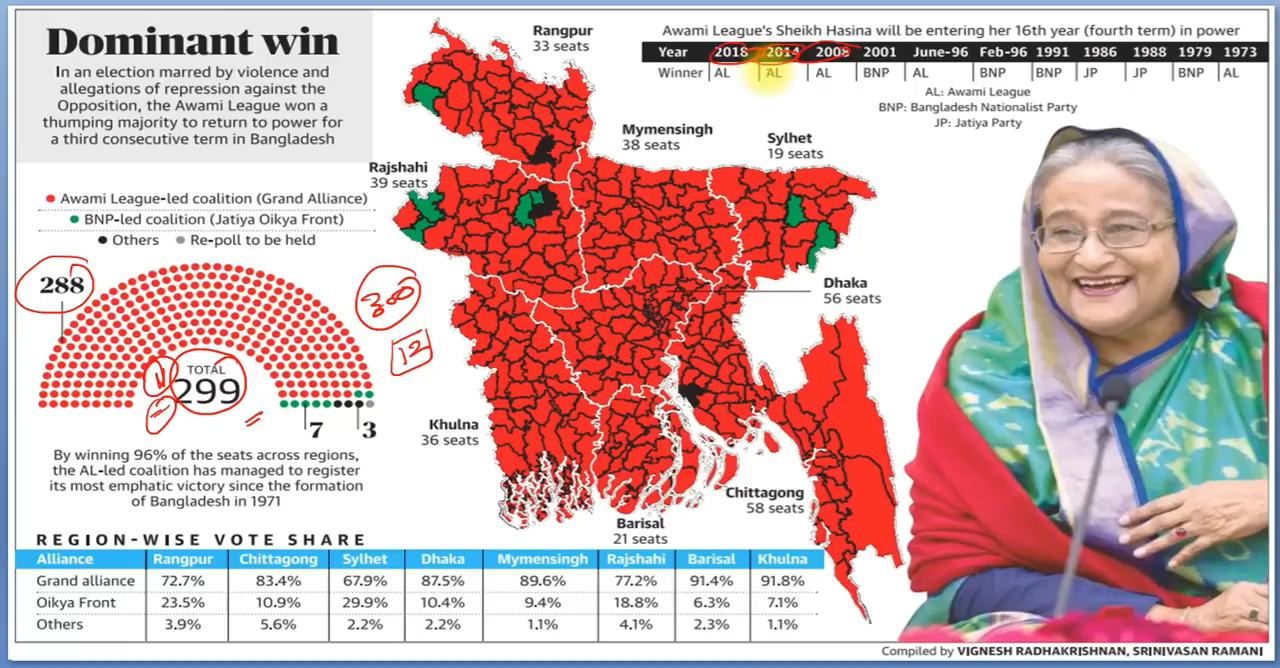 Dominant win
In an election marred by violence and
allegations of repression against the
Opposition, the Awami League won a
thumping majority to return to power for
a third consecutive term in Bangladesh
Awami League's Sheikh Hasina will be entering her 16th year (fourth term) in power
Year 2018 2014 2008 2001 June-96 Feb-96 1991 1986 1988 1979 1973
Winner AL AL AL BNP AL BNP BNP JP JP BNP AL
AL: Awami League
BNP: Bangladesh Nationalist Party
JP: Jatiya Party
Rangpur
33 seats
Mymensingh
38 seats
Sylhet
19 seats
Rajshahi
39 seats
Awami League-led coalition (Grand Alliance)
BNP-led coalition (Jatiya Oikya Front)
Others Re-poll to be held
288
300
12
TOTAL
299
7 3
Dhaka
56 seats
Khulna
36 seats
Chittagong
58 seats
Barisal
21 seats
By winning 96% of the seats across regions,
the AL-led coalition has managed to register
its most emphatic victory since the formation
of Bangladesh in 1971
REGION-WISE VOTE SHARE
Alliance Rangpur Chittagong Sylhet Dhaka Mymensingh Rajshahi Barisal Khulna
Grand alliance 72.7% 83.4% 67.9% 87.5% 89.6% 77.2% 91.4% 91.8%
Oikya Front 23.5% 10.9% 29.9% 10.4% 9.4% 18.8% 6.3% 7.1%
Others 3.9% 5.6% 2.2% 2.2% 1.1% 4.1% 2.3% 1.1%
Compiled by VIGNESH RADHAKRISHNAN, SRINIVASAN RAMANI